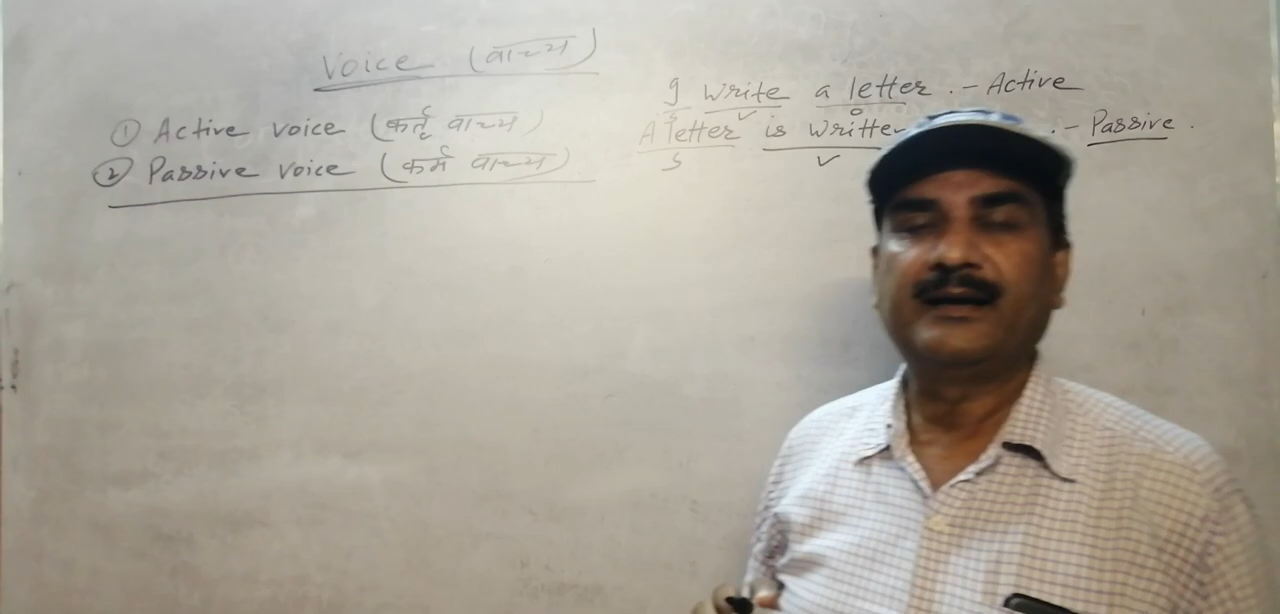 Voice (वाच्य)
① Active voice (कर्तृ वाच्य)
② Passive voice (कर्म वाच्य)
I write a letter. - Active
S V O
A letter is written . - Passive.
S V